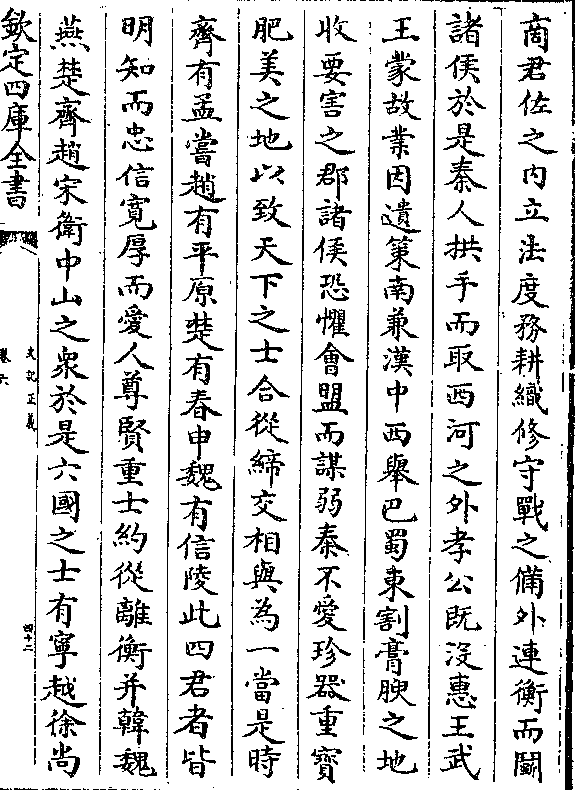 商君佐之内立法度務耕織修守戰之備外連衡而鬭
諸侯於是秦人拱手而取西河之外孝公既没惠王武
王蒙故業因遺策南兼漢中西舉巴蜀東割膏腴之地
收要害之郡諸侯恐懼會盟而謀弱秦不愛珍器重寳
肥美之地以致天下之士合從締交相與為一當是時
齊有孟嘗趙有平原楚有春申魏有信陵此四君者皆
明知而忠信寛厚而愛人尊賢重士約從離衡并韓魏
燕楚齊趙宋衛中山之衆於是六國之士有寧越徐尚
欽定四庫全書
史記正義
卷六
四十二